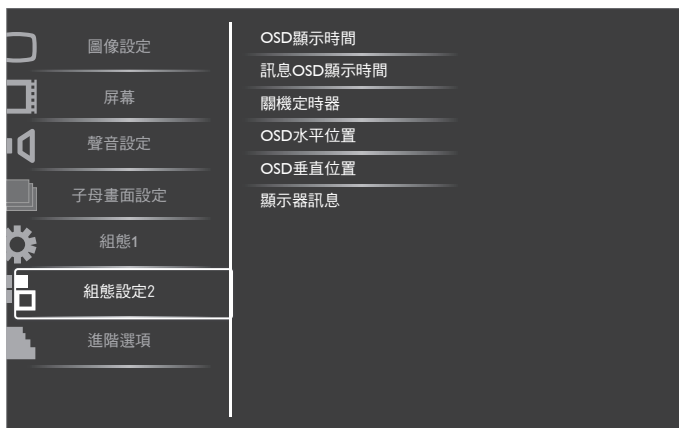 圖像設定
屏幕
聲音設定
子母畫面設定
組態1
組態設定2
進階選項
OSD顯示時間
訊息OSD顯示時間
關機定時器
OSD水平位置
OSD垂直位置
顯示器訊息